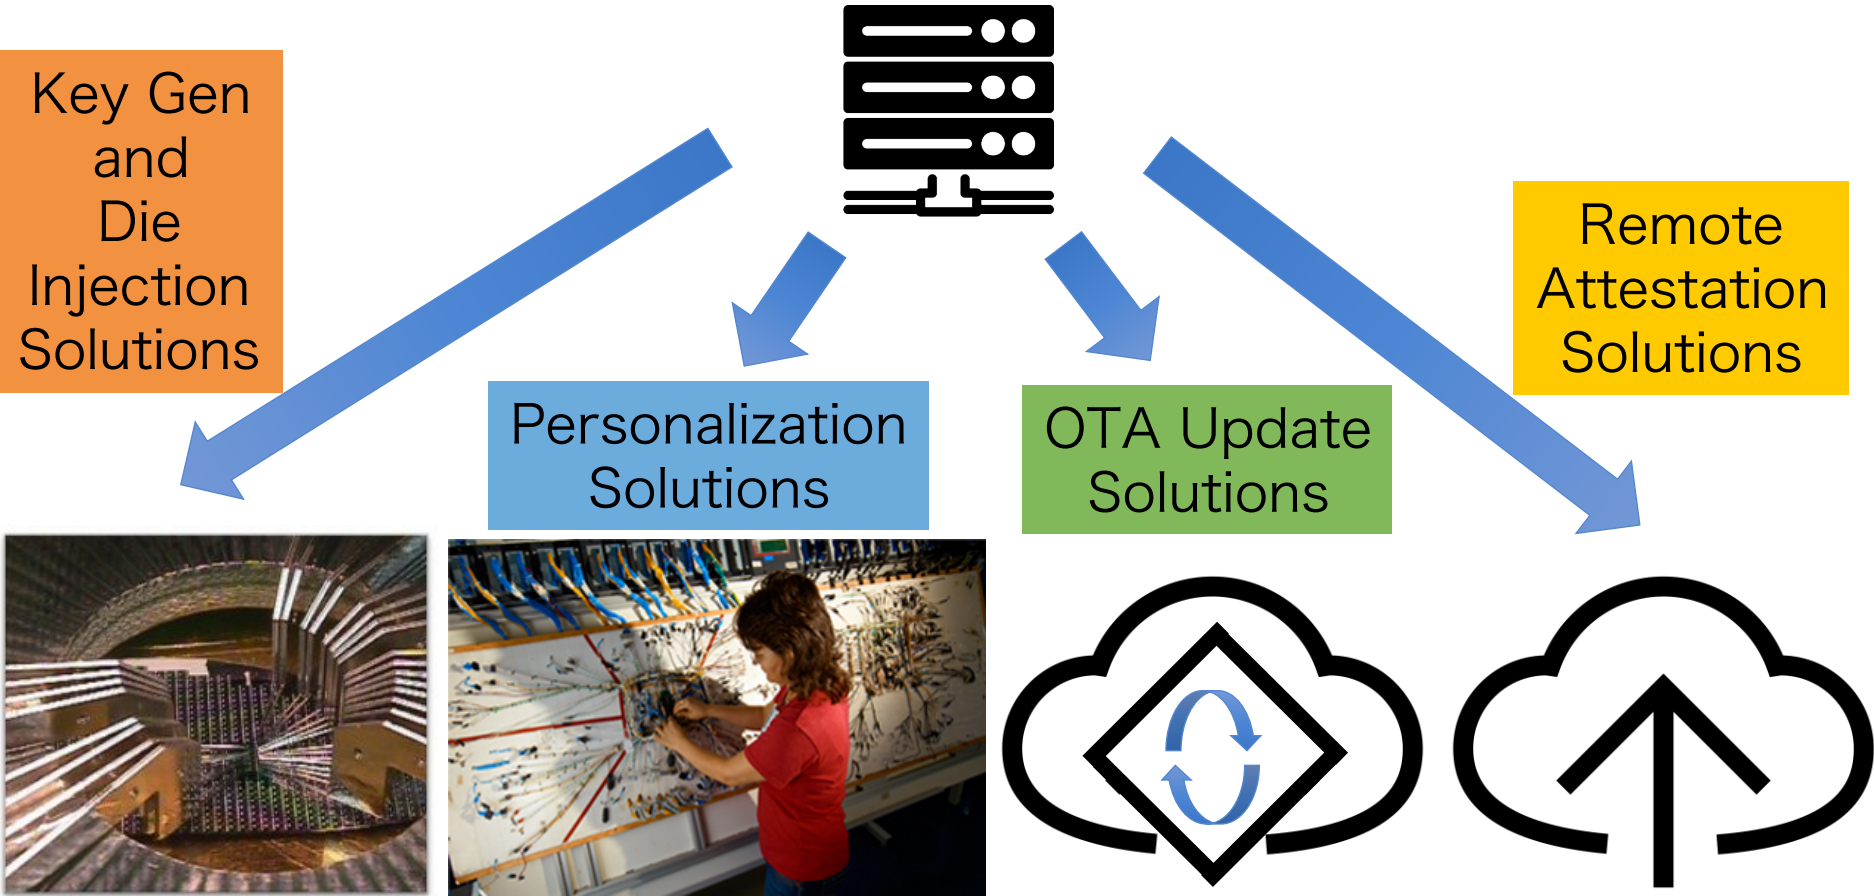 Key Gen
and
Die
Injection
Solutions
Personalization
Solutions
OTA Update
Solutions
Remote
Attestation
Solutions